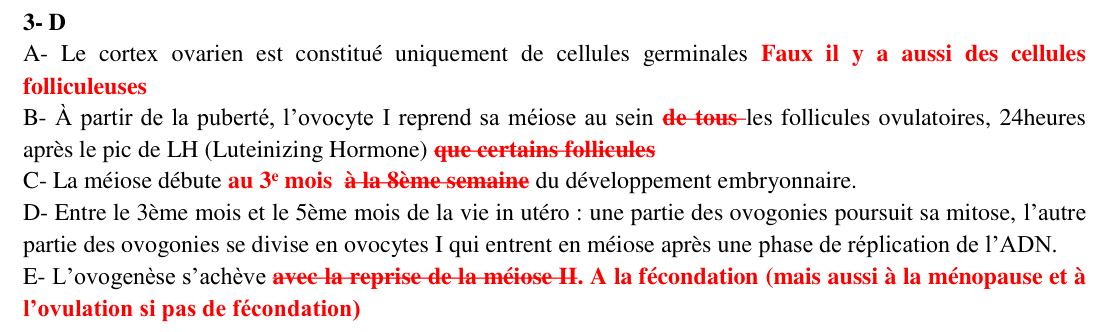 3- D
A- Le cortex ovarien est constitué uniquement de cellules germinales Faux il y a aussi des cellules
folliculeuses
B- À partir de la puberté, l’ovocyte I reprend sa méiose au sein de tous les follicules ovulatoires, 24heures
après le pic de LH (Luteinizing Hormone) que certains follicules
C- La méiose débute au 3e mois à la 8ème semaine du développement embryonnaire.
D- Entre le 3ème mois et le 5ème mois de la vie in utéro : une partie des ovogonies poursuit sa mitose, l’autre
partie des ovogonies se divise en ovocytes I qui entrent en méiose après une phase de réplication de l’ADN.
E- L’ovogenèse s’achève avec la reprise de la méiose II. A la fécondation (mais aussi à la ménopause et à
l’ovulation si pas de fécondation)